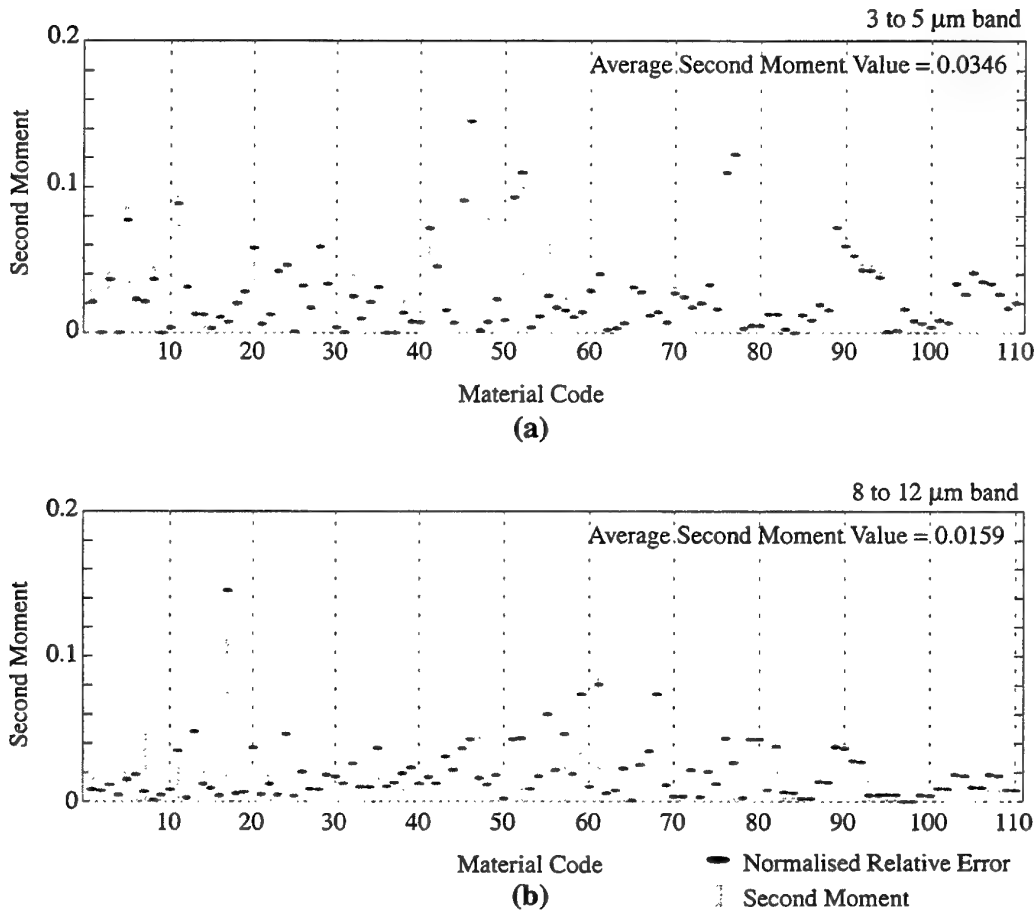 3 to 5 μm band
Average Second Moment Value = 0.0346
0.2
0.1
0
Second Moment
10 20 30 40 50 60 70 80 90 100 110
Material Code
(a)
8 to 12 μm band
Average Second Moment Value = 0.0159
0.2
0.1
0
Second Moment
10 20 30 40 50 60 70 80 90 100 110
Material Code
(b)
Normalised Relative Error
Second Moment